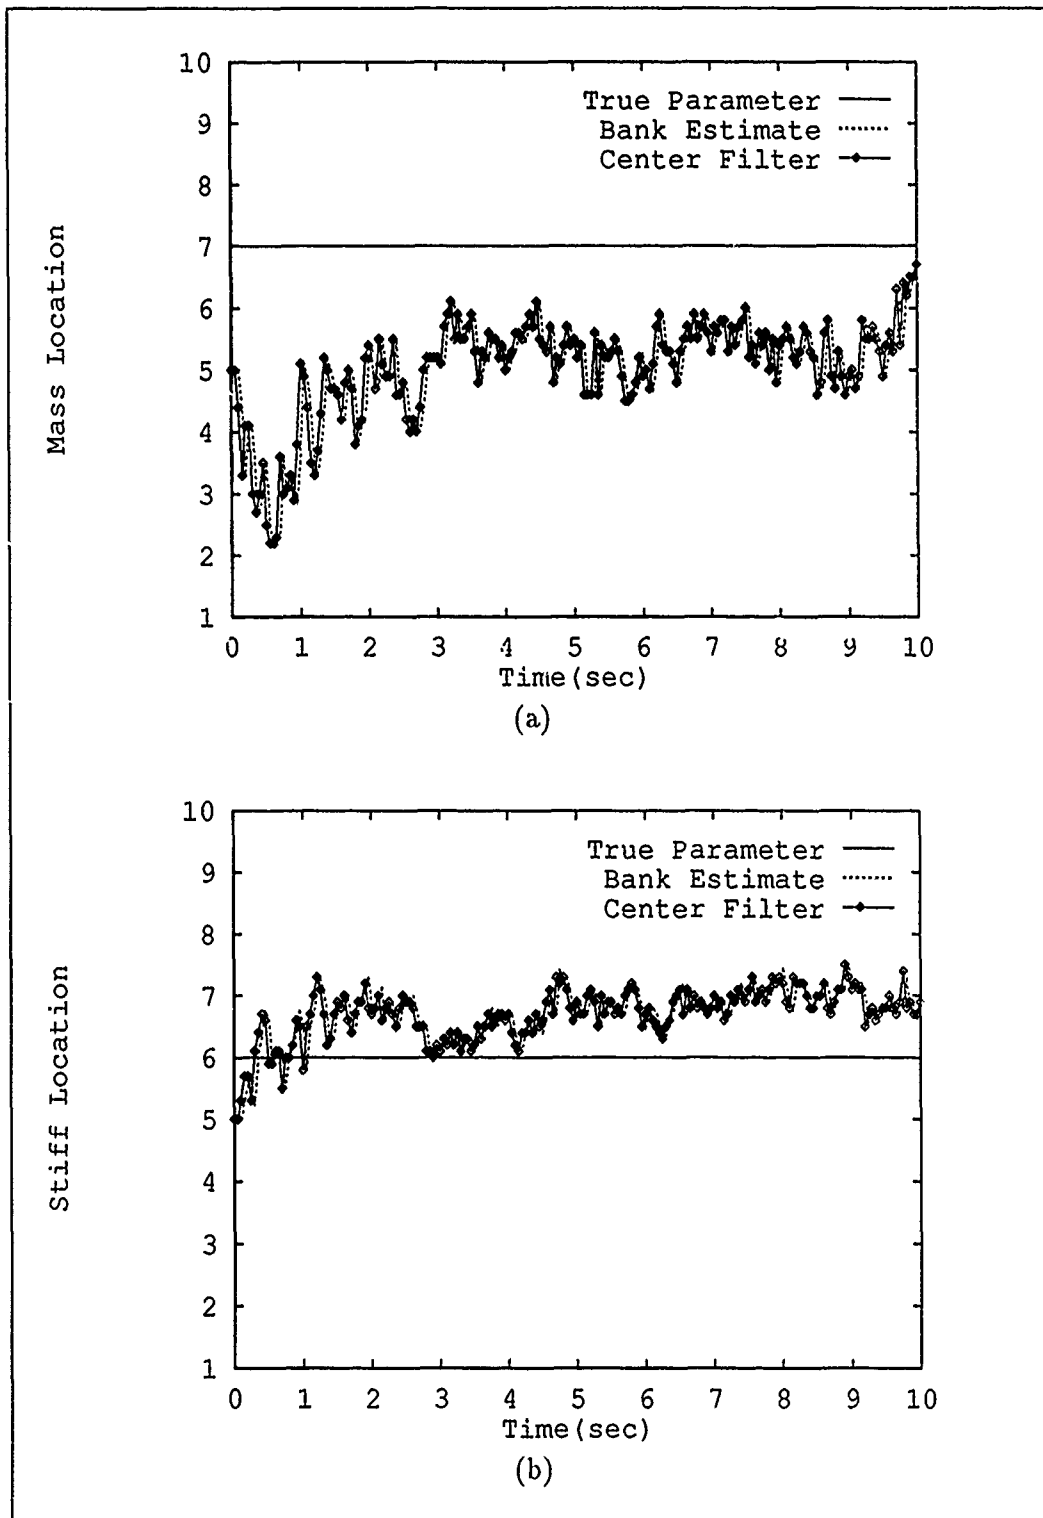 10
9
8
7
6
5
4
3
2
1
True Parameter
Bank Estimate
Center Filter
Mass Location
0 1 2 3 4 5 6 7 8 9 10
Time(sec)
(a)
10
9
8
7
6
5
4
3
2
1
True Parameter
Bank Estimate
Center Filter
Stiff Location
0 1 2 3 4 5 6 7 8 9 10
Time(sec)
(b)